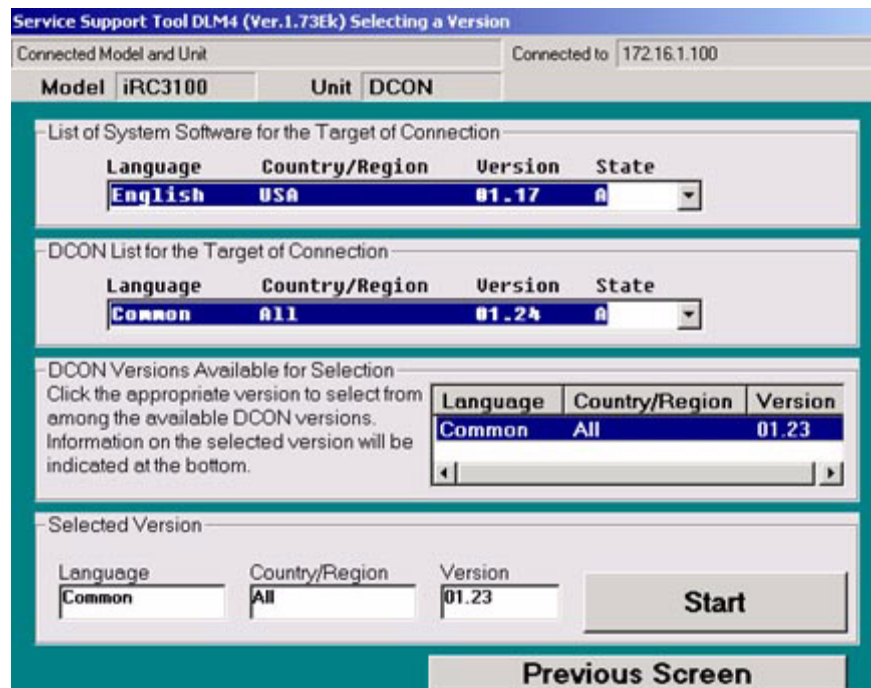 Service Support Tool DLM4 (Ver.1.73Ek) Selecting a Version
Connected Model and Unit
Connected to 172.16.1.100
Model iRC3100 Unit DCON
List of System Software for the Target of Connection
Language Country/Region Version State
English USA 01.17 A
DCON List for the Target of Connection
Language Country/Region Version State
Common All 01.24 A
DCON Versions Available for Selection
Click the appropriate version to select from
among the available DCON versions.
Information on the selected version will be
indicated at the bottom.
Language Country/Region Version
Common All 01.23
Selected Version
Language Country/Region Version
Common All 01.23
Start
Previous Screen